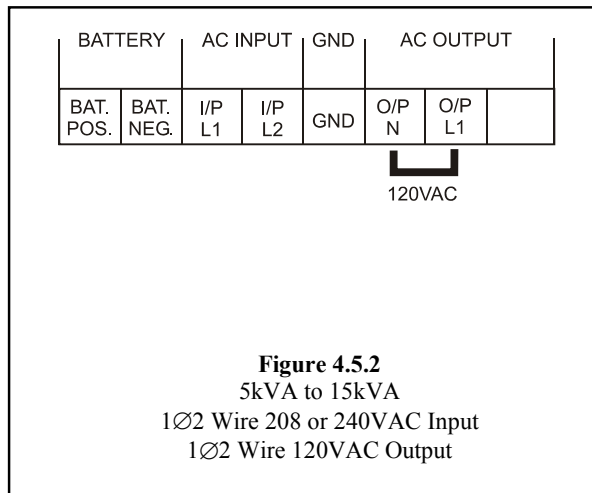 BATTERY AC INPUT GND AC OUTPUT
BAT. BAT. I/P I/P GND O/P O/P
POS. NEG. L1 L2 N L1
120VAC
Figure 4.5.2
5kVA to 15kVA
1∅2 Wire 208 or 240VAC Input
1∅2 Wire 120VAC Output